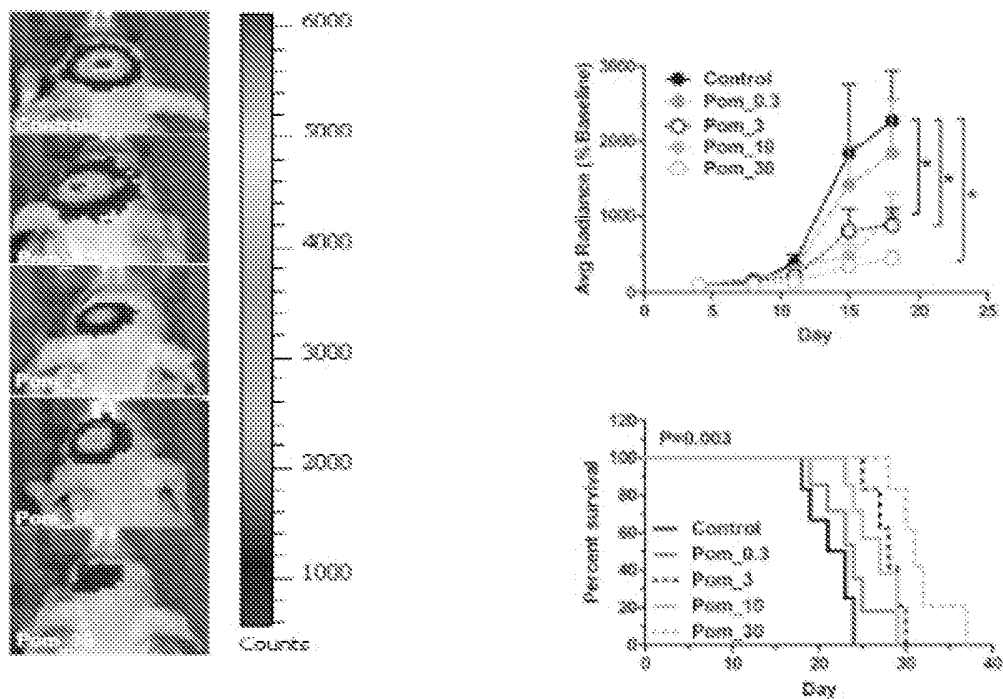 6000
5000
4000
3000
2000
1000
Counts
Avg Radiance (% Baseline)
3000
2000
1000
0
Control
Pom_0.3
Pom_3
Pom_10
Pom_30
*
*
*
0
5
10
15
20
25
Day
Percent survival
120
100
80
60
40
20
0
P=0.003
Control
Pom_0.3
Pom_3
Pom_10
Pom_30
0
10
20
30
40
Day